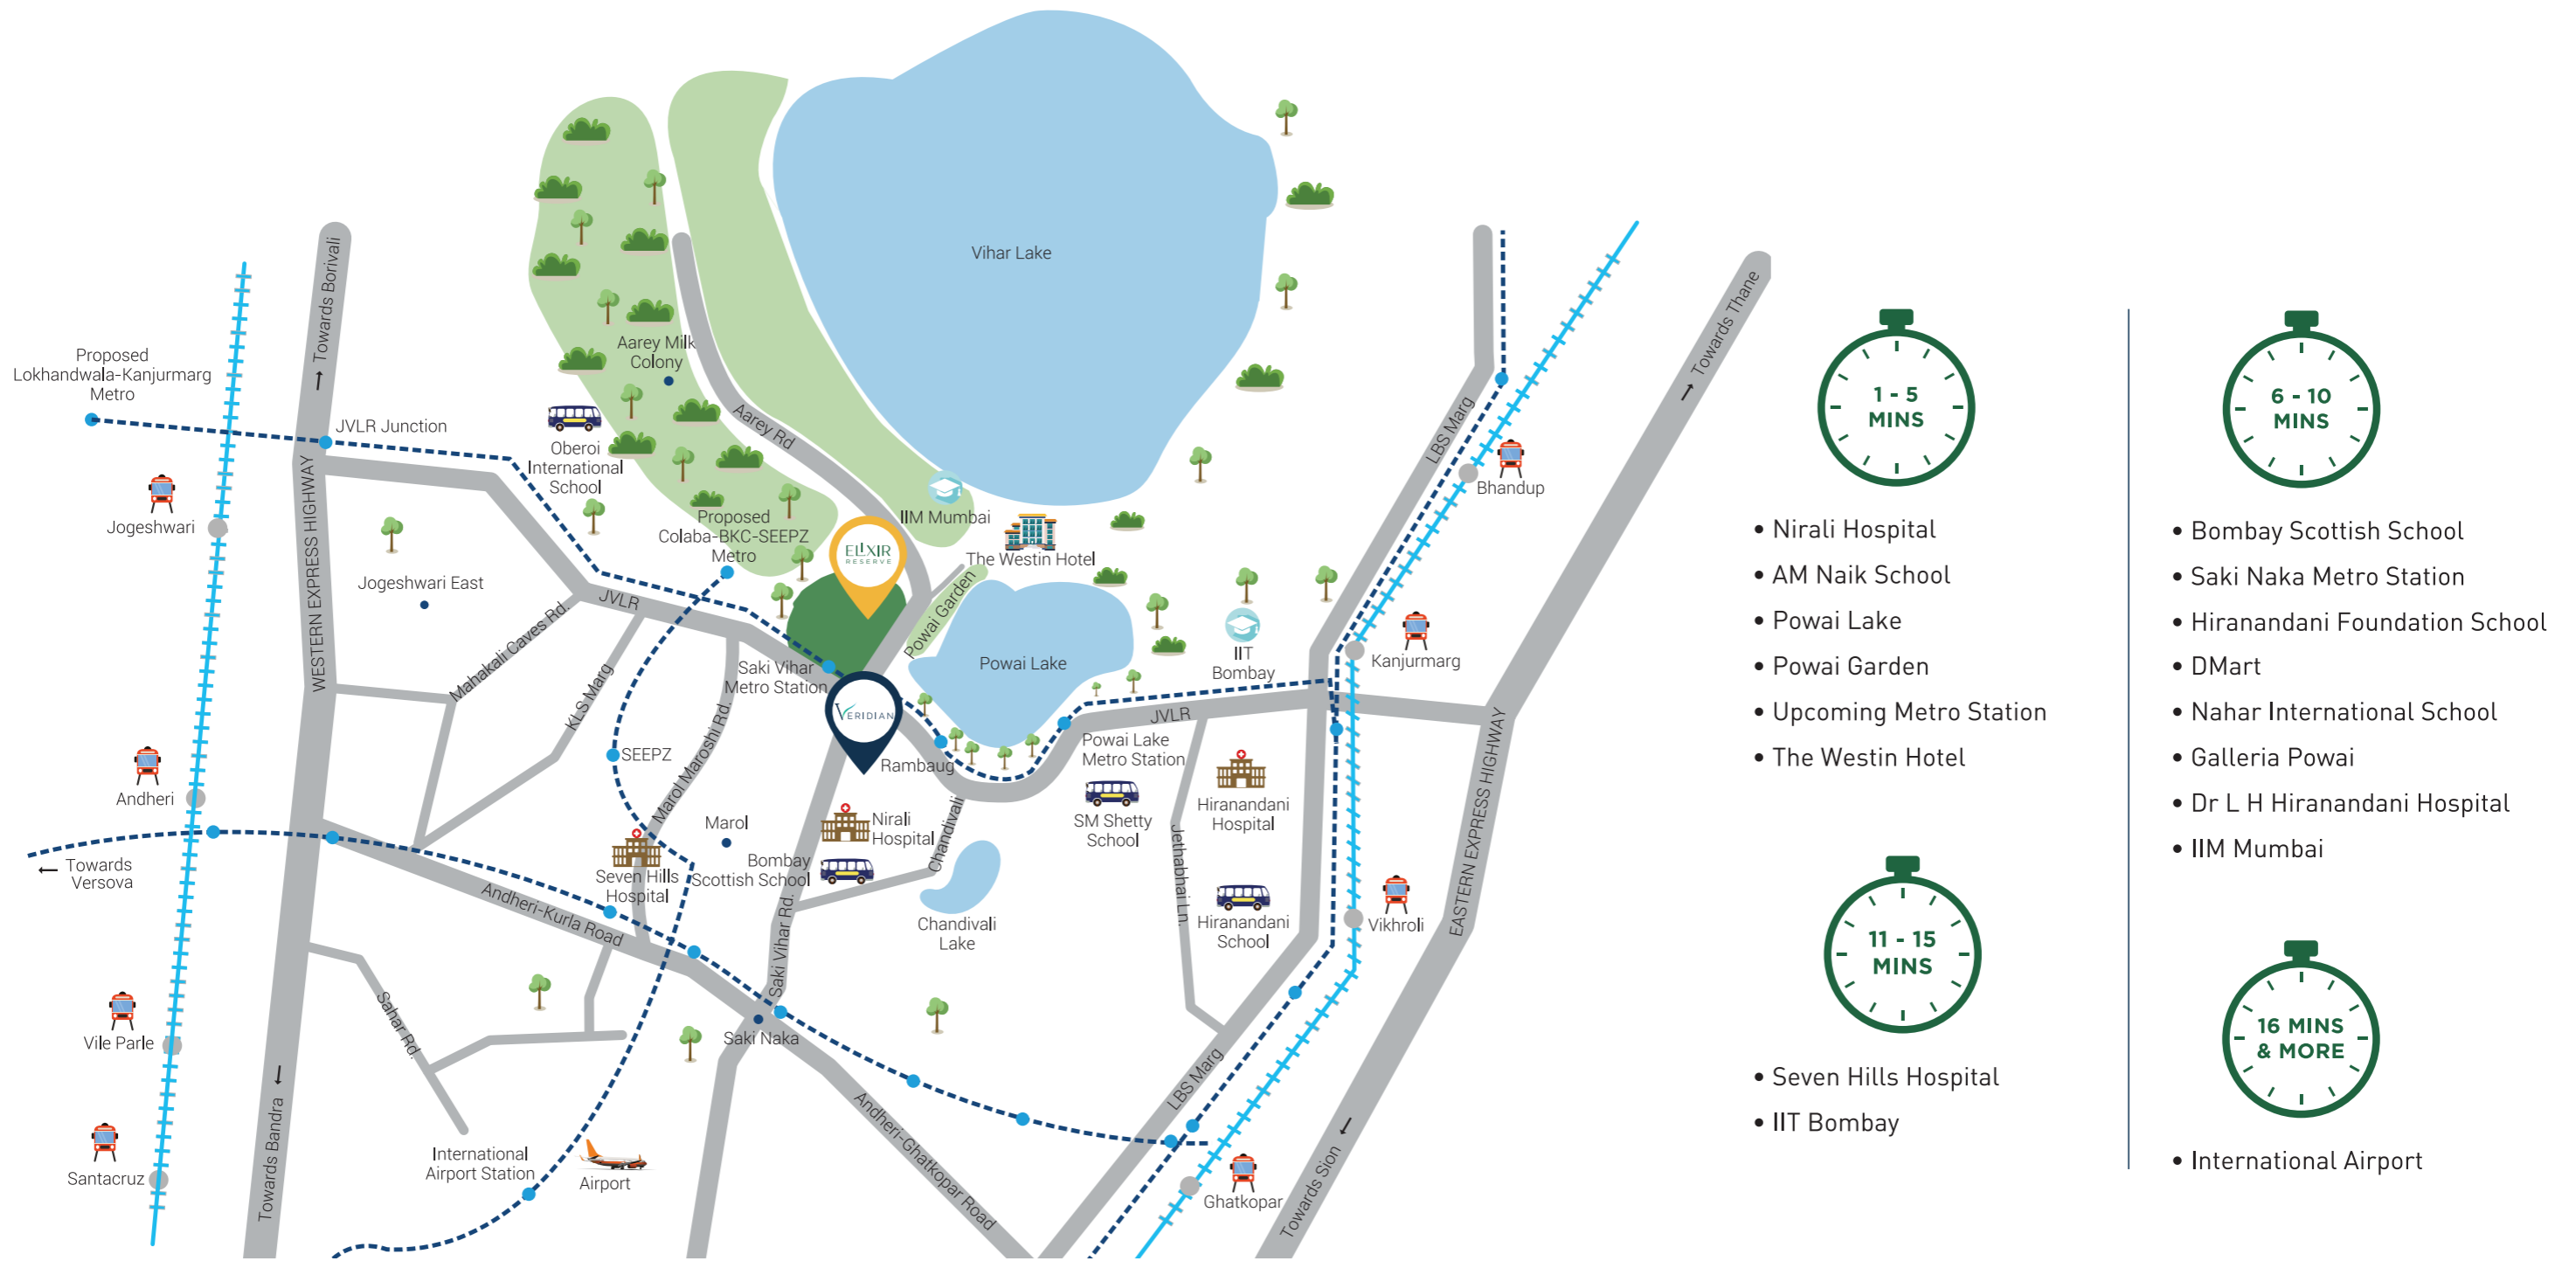 Vihar Lake
Towards Borivali
Towards Thane
Proposed
Lokhandwala-Kanjurmarg
Metro
JVLR Junction
Aarey Milk
Colony
Aarey Rd
Oberoi
International
School
LBS Marg
Bhandup
Jogeshwari
WESTERN EXPRESS HIGHWAY
Jogeshwari East
Proposed
Colaba-BKC-SEEPZ
Metro
ELIXIR
RESERVE
IIM Mumbai
The Westin Hotel
Powai Garden
Powai Lake
IIT
Bombay
Kanjurmarg
Mahakali Caves Rd.
JVLR
KLS Marg
Saki Vihar
Metro Station
VERIDIAN
Rambaug
JVLR
Powai Lake
Metro Station
SEEPZ
Marol Maroshi Rd.
Andheri
Marol
Nirali
Hospital
Chandivali
SM Shetty
School
Hiranandani
Hospital
Jethabhai Ln.
EASTERN EXPRESS HIGHWAY
Towards
Versova
Seven Hills
Hospital
Bombay
Scottish School
Andheri-Kurla Road
Saki Vihar Rd.
Chandivali
Lake
Hiranandani
School
Vikhroli
Sahar Rd.
Vile Parle
Saki Naka
LBS Marg
Andheri-Ghatkopar Road
Santacruz
Towards Bandra
International
Airport Station
Airport
Ghatkopar
Towards Sion
1 - 5
MINS
• Nirali Hospital
• AM Naik School
• Powai Lake
• Powai Garden
• Upcoming Metro Station
• The Westin Hotel
11 - 15
MINS
• Seven Hills Hospital
• IIT Bombay
6 - 10
MINS
• Bombay Scottish School
• Saki Naka Metro Station
• Hiranandani Foundation School
• DMart
• Nahar International School
• Galleria Powai
• Dr L H Hiranandani Hospital
• IIM Mumbai
16 MINS
& MORE
• International Airport